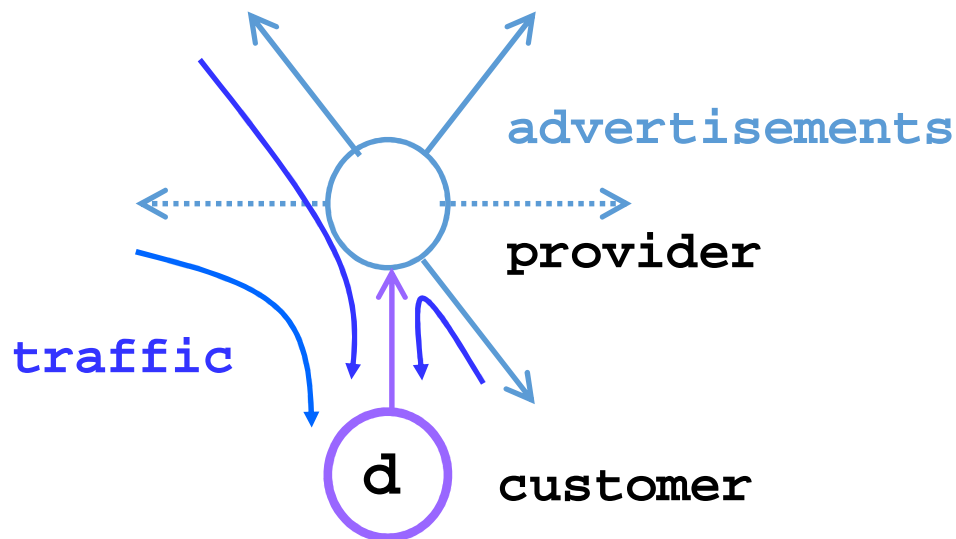 advertisements
provider
traffic
d
customer